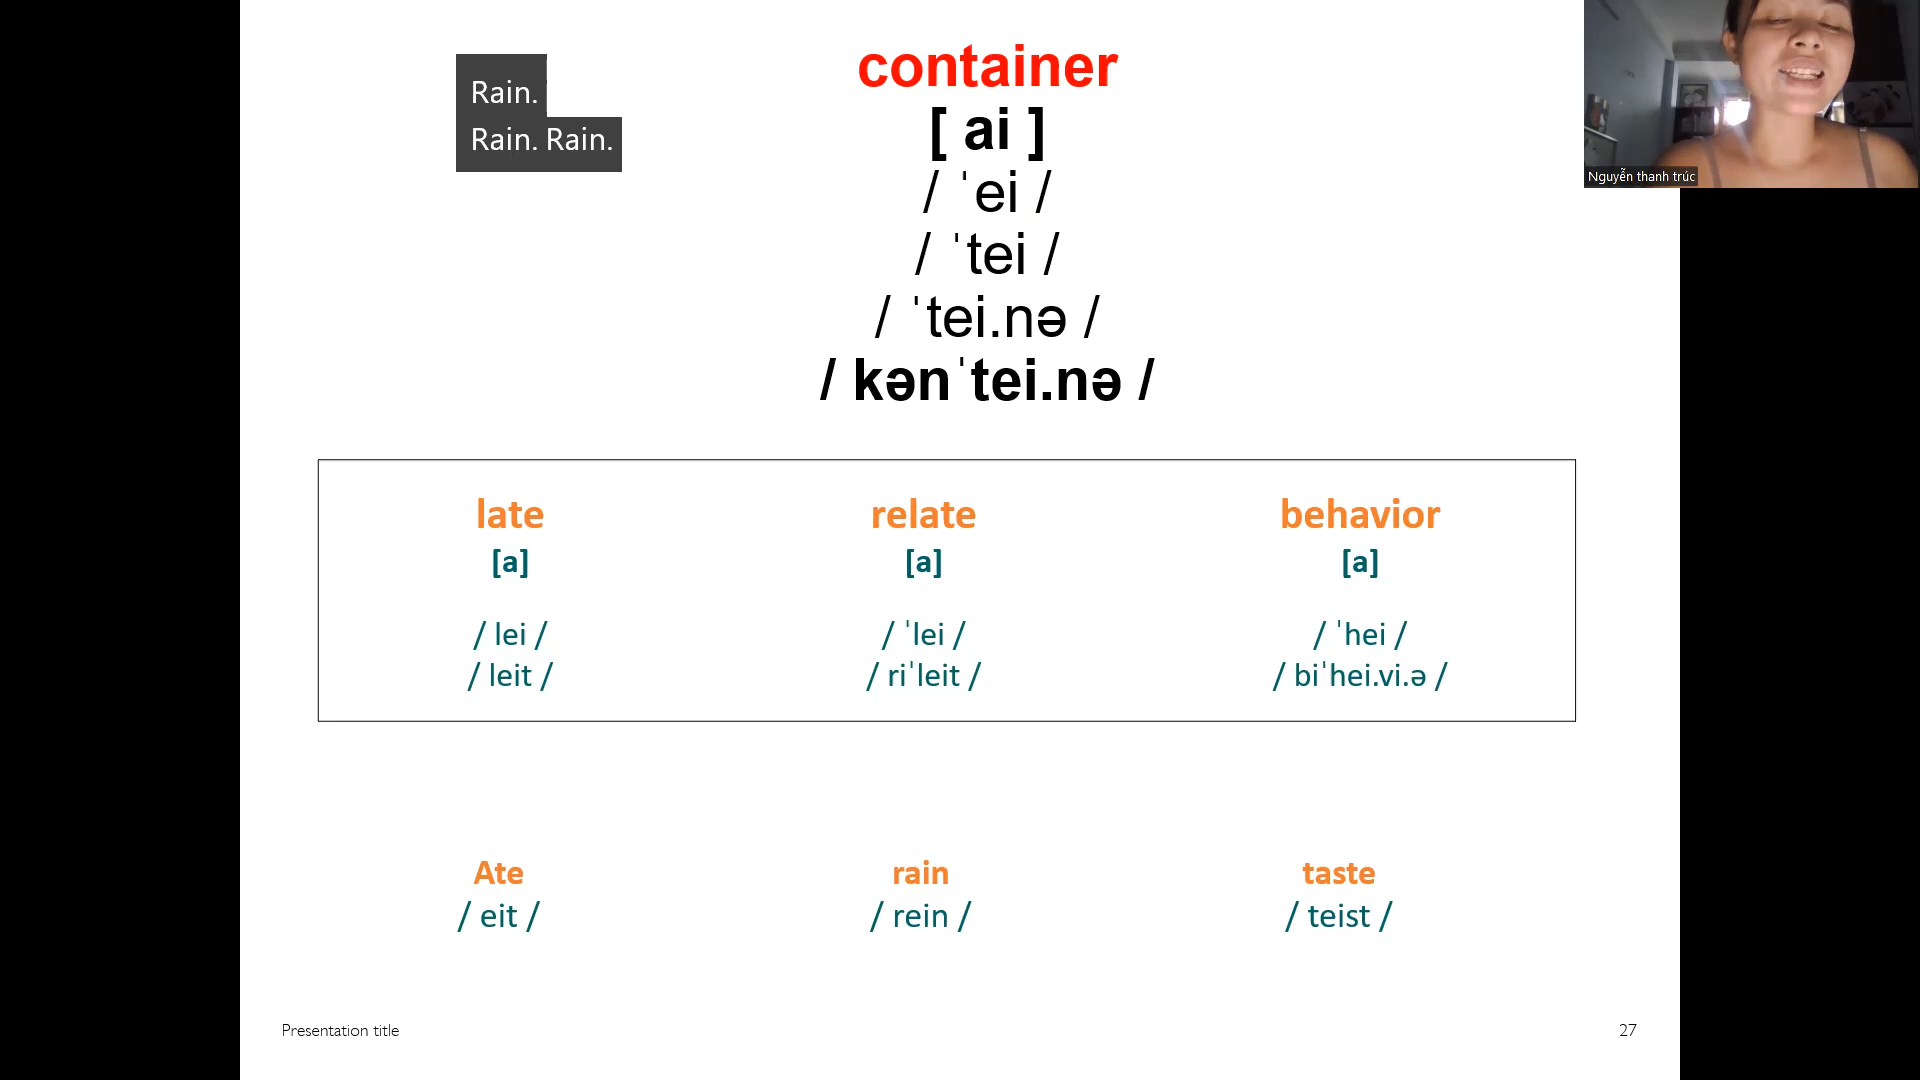 Rain.
Rain. Rain.
container
[ ai ]
/ ˈei /
/ ˈtei /
/ ˈtei.nə /
/ kənˈtei.nə /
Nguyễn thanh trúc
late relate behavior
[a] [a] [a]
/ lei / / ˈlei / / ˈhei /
/ leit / / riˈleit / / biˈhei.vi.ə /
Ate rain taste
/ eit / / rein / / teist /
Presentation title 27